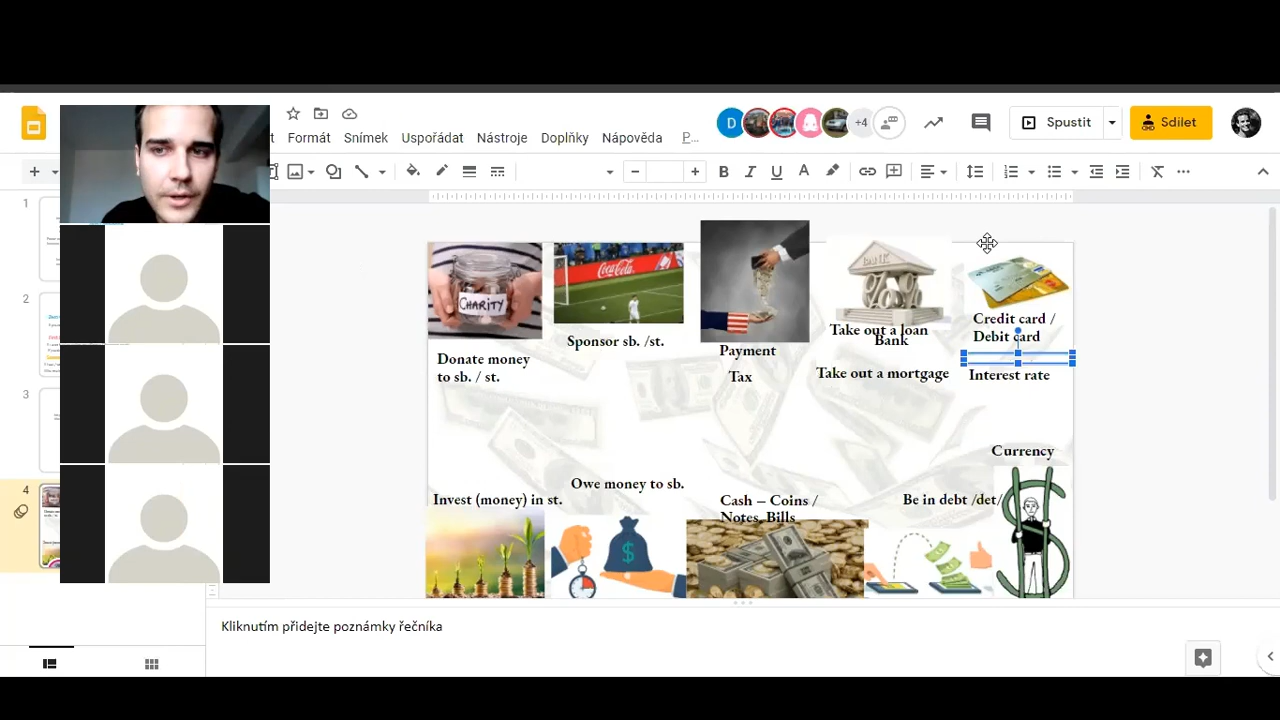 Formát Snímek Uspořádat Nástroje Doplňky Nápověda P...
D
+4
Spustit
Sdílet
1
2
3
4
CHARITY
Coca-Cola
BANK
Donate money
to sb. / st.
Sponsor sb. /st.
Payment
Tax
Take out a loan
Bank
Take out a mortgage
Credit card /
Debit card
Interest rate
Currency
Invest (money) in st.
Owe money to sb.
Cash – Coins /
Notes, Bills
Be in debt /det/
Kliknutím přidejte poznámky řečníka